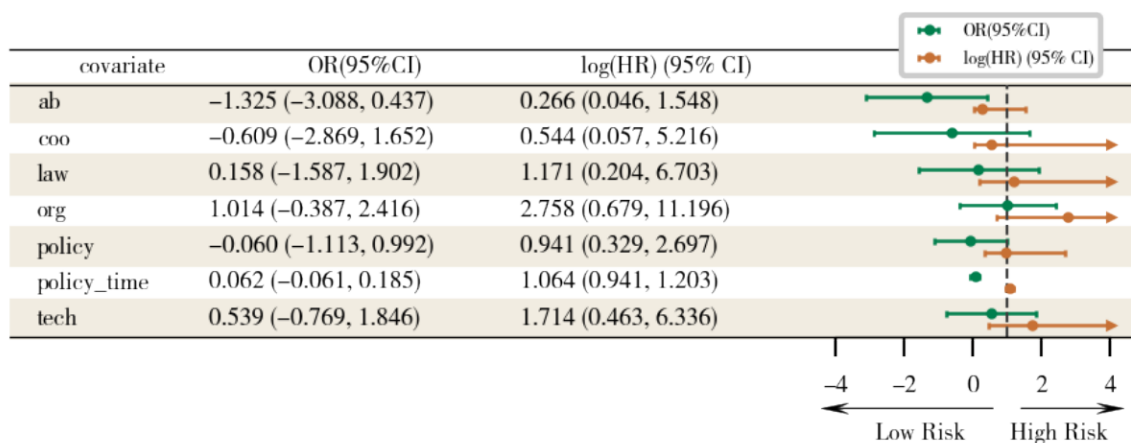 OR(95%CI)
log(HR) (95% CI)
covariate OR(95%CI) log(HR) (95% CI)
ab −1.325 (−3.088, 0.437) 0.266 (0.046, 1.548)
coo −0.609 (−2.869, 1.652) 0.544 (0.057, 5.216)
law 0.158 (−1.587, 1.902) 1.171 (0.204, 6.703)
org 1.014 (−0.387, 2.416) 2.758 (0.679, 11.196)
policy −0.060 (−1.113, 0.992) 0.941 (0.329, 2.697)
policy_time 0.062 (−0.061, 0.185) 1.064 (0.941, 1.203)
tech 0.539 (−0.769, 1.846) 1.714 (0.463, 6.336)
−4 −2 0 2 4
Low Risk High Risk